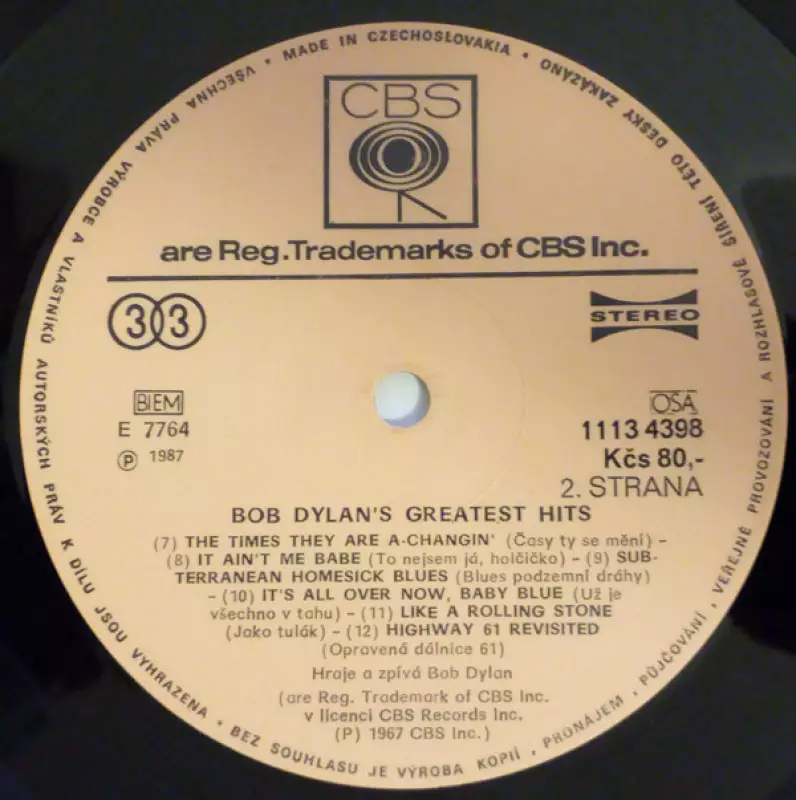 MADE IN CZECHOSLOVAKIA · ZAKÁZÁNO VEŘEJNÉ PROVOZOVÁNÍ A ROZHLASOVÉ ŠÍŘENÍ TÉTO DESKY
· VŠECHNA PRÁVA VÝROBCE A VLASTNÍKŮ AUTORSKÝCH PRÁV K DÍLU JSOU VYHRAZENA · BEZ SOUHLASU JE VÝROBA KOPIÍ, PRONÁJEM, PŮJČOVÁNÍ,
CBS
are Reg.Trademarks of CBS Inc.
33
STEREO
BIEM
OSA
E 7764
1113 4398
Ⓟ 1987
Kčs 80,-
2. STRANA
BOB DYLAN'S GREATEST HITS
(7) THE TIMES THEY ARE A-CHANGIN' (Časy ty se mění) –
(8) IT AIN'T ME BABE (To nejsem já, holčičko) – (9) SUB-
TERRANEAN HOMESICK BLUES (Blues podzemní dráhy)
– (10) IT'S ALL OVER NOW, BABY BLUE (Už je
všechno v tahu) – (11) LIKE A ROLLING STONE
(Jako tulák) – (12) HIGHWAY 61 REVISITED
(Opravená dálnice 61)
Hraje a zpívá Bob Dylan
(are Reg. Trademark of CBS Inc.
v licenci CBS Records Inc.
(P) 1967 CBS Inc.)